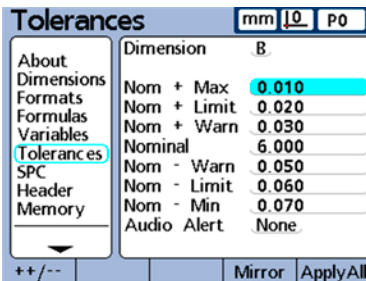 Tolerances mm 10 P0
About
Dimensions
Formats
Formulas
Variables
Tolerances
SPC
Header
Memory
Dimension B
Nom + Max 0.010
Nom + Limit 0.020
Nom + Warn 0.030
Nominal 6.000
Nom - Warn 0.050
Nom - Limit 0.060
Nom - Min 0.070
Audio Alert None
++/-- Mirror ApplyAll